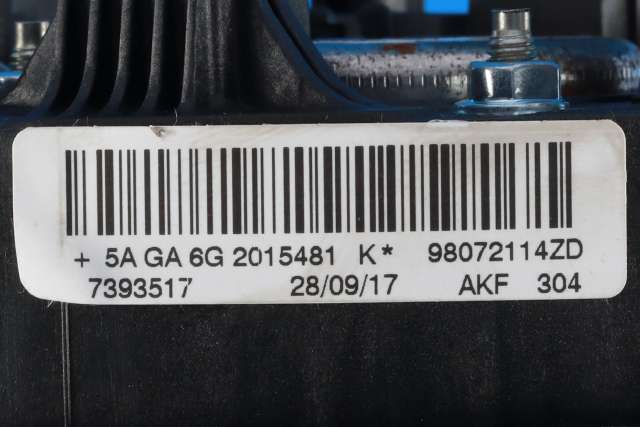 + 5A GA 6G 2015481 K* 98072114ZD
7393517 28/09/17 AKF 304